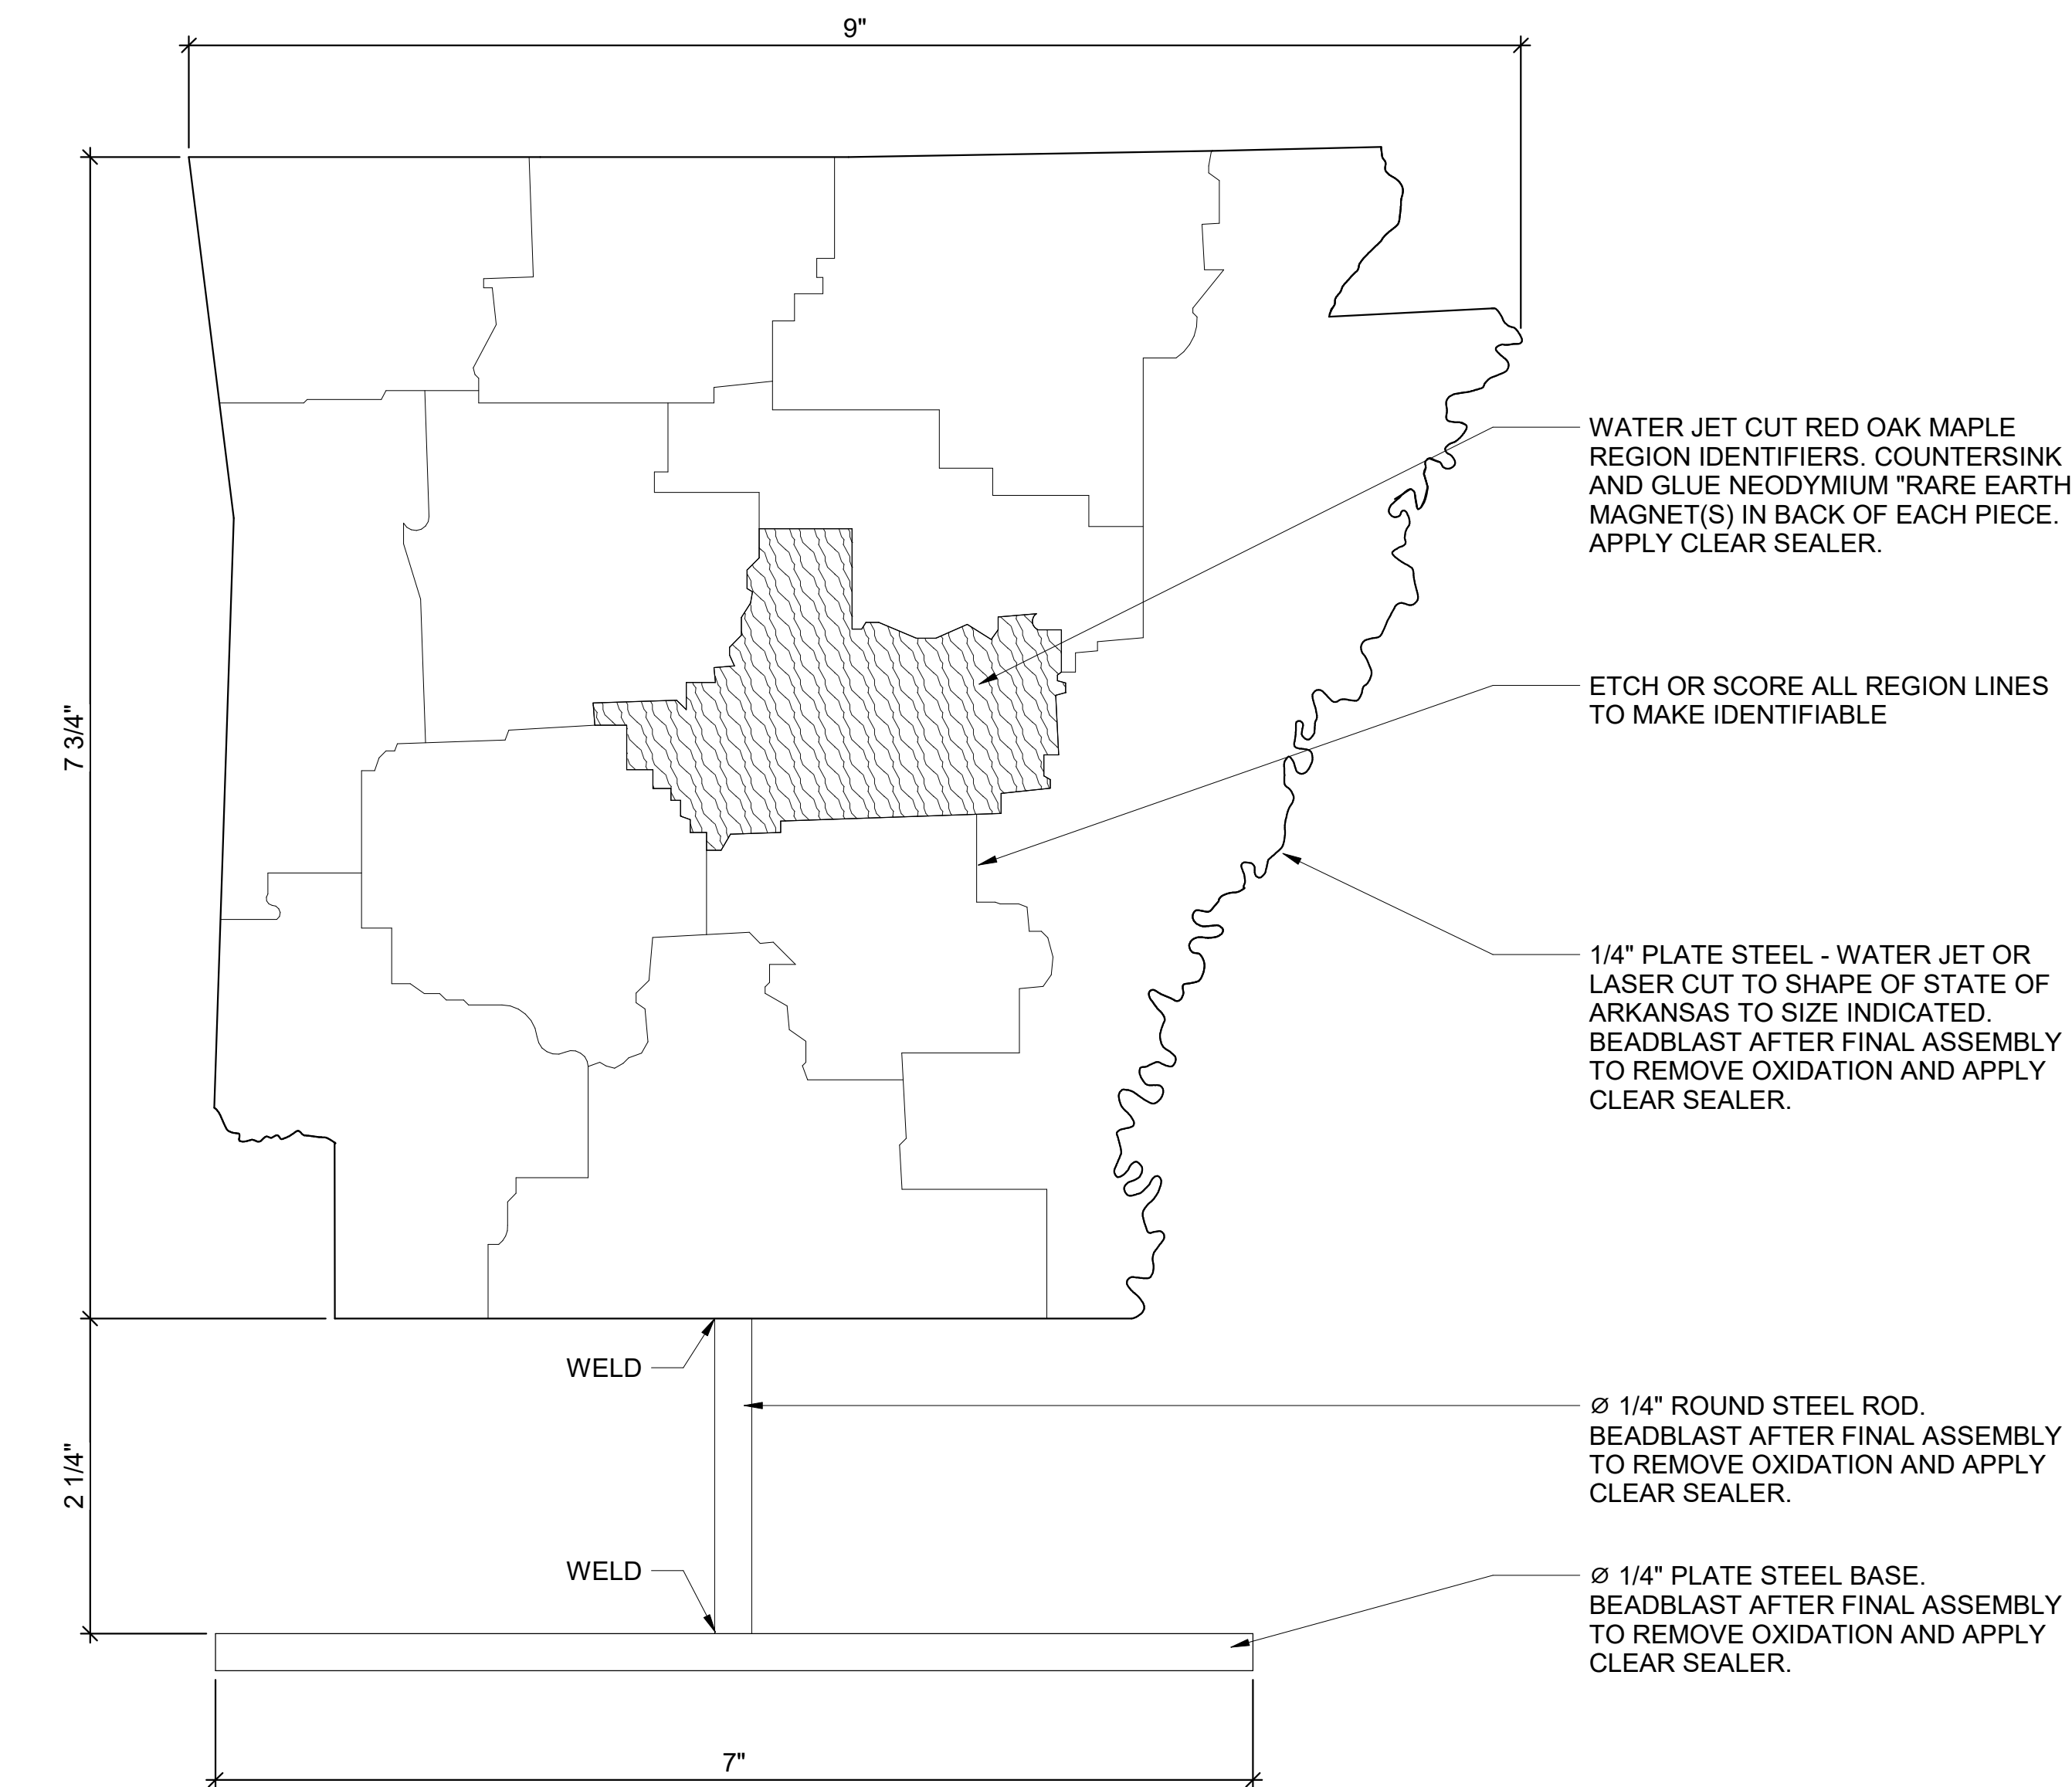 9"
WATER JET CUT RED OAK MAPLE
REGION IDENTIFIERS. COUNTERSINK
AND GLUE NEODYMIUM "RARE EARTH
MAGNET(S) IN BACK OF EACH PIECE.
APPLY CLEAR SEALER.
ETCH OR SCORE ALL REGION LINES
TO MAKE IDENTIFIABLE
7 3/4"
1/4" PLATE STEEL - WATER JET OR
LASER CUT TO SHAPE OF STATE OF
ARKANSAS TO SIZE INDICATED.
BEADBLAST AFTER FINAL ASSEMBLY
TO REMOVE OXIDATION AND APPLY
CLEAR SEALER.
WELD
∅ 1/4" ROUND STEEL ROD.
BEADBLAST AFTER FINAL ASSEMBLY
TO REMOVE OXIDATION AND APPLY
CLEAR SEALER.
2 1/4"
WELD
∅ 1/4" PLATE STEEL BASE.
BEADBLAST AFTER FINAL ASSEMBLY
TO REMOVE OXIDATION AND APPLY
CLEAR SEALER.
7"